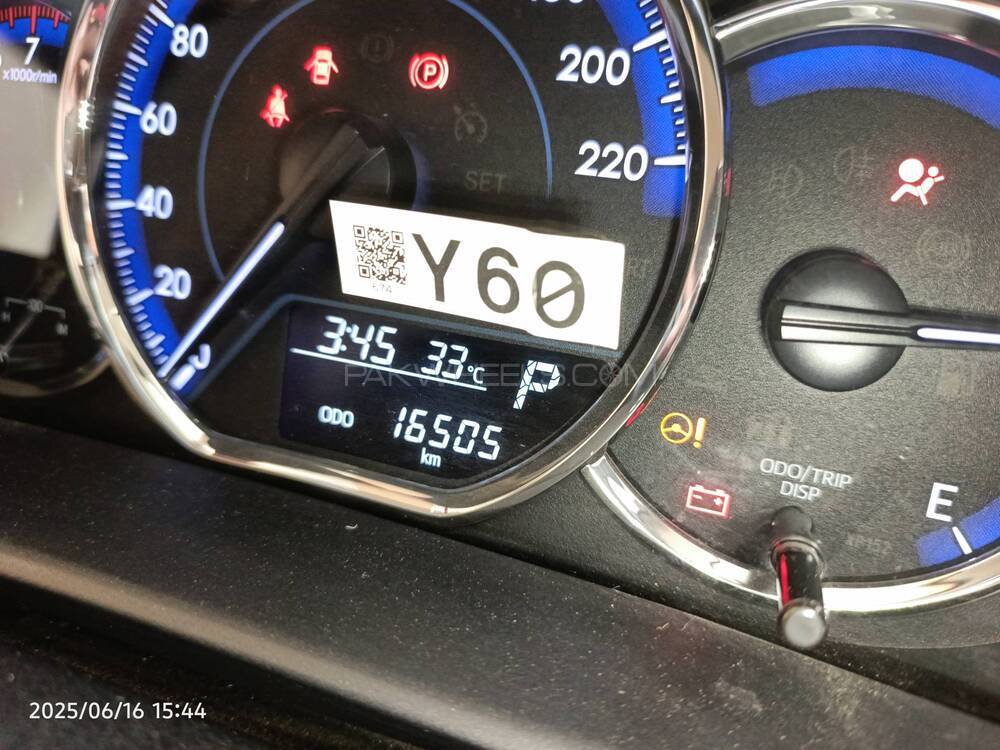 7
x1000r/min
80
60
40
20
0
200
220
P
SET
Y60
3:45 33°C
P
PAKWHEELS.COM
ODO 16505
km
ODO/TRIP
DISP
E
H
2025/06/16 15:44